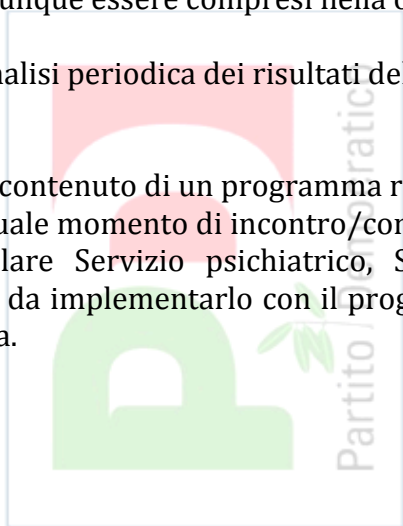 unque essere compresi nella
nalisi periodica dei risultati del
contenuto di un programma r
uale momento di incontro/con
lare Servizio psichiatrico, S
da implementarlo con il prog
a.
PD
Partito Democratico